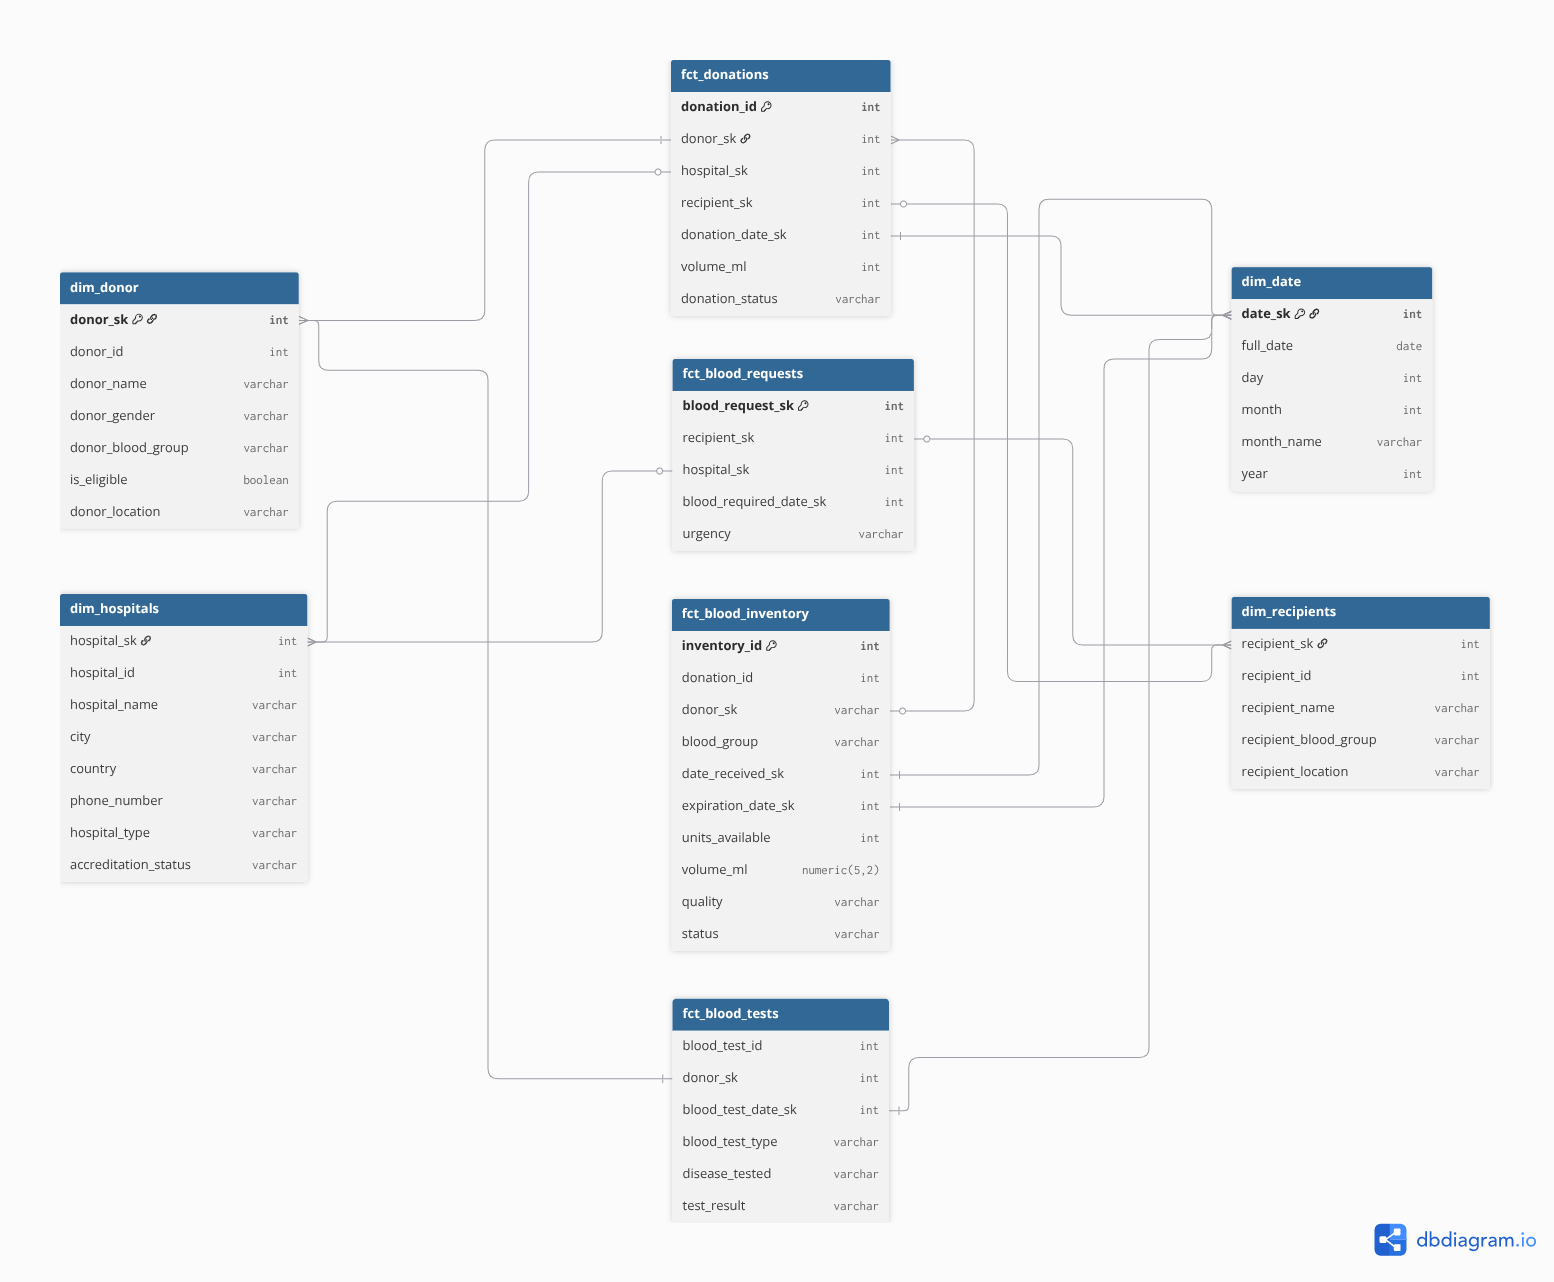 fct_donations
donation_id int
donor_sk int
hospital_sk int
recipient_sk int
donation_date_sk int
volume_ml int
donation_status varchar
dim_donor
donor_sk int
donor_id int
donor_name varchar
donor_gender varchar
donor_blood_group varchar
is_eligible boolean
donor_location varchar
dim_date
date_sk int
full_date date
day int
month int
month_name varchar
year int
fct_blood_requests
blood_request_sk int
recipient_sk int
hospital_sk int
blood_required_date_sk int
urgency varchar
dim_hospitals
hospital_sk int
hospital_id int
hospital_name varchar
city varchar
country varchar
phone_number varchar
hospital_type varchar
accreditation_status varchar
fct_blood_inventory
inventory_id int
donation_id int
donor_sk varchar
blood_group varchar
date_received_sk int
expiration_date_sk int
units_available int
volume_ml numeric(5,2)
quality varchar
status varchar
dim_recipients
recipient_sk int
recipient_id int
recipient_name varchar
recipient_blood_group varchar
recipient_location varchar
fct_blood_tests
blood_test_id int
donor_sk int
blood_test_date_sk int
blood_test_type varchar
disease_tested varchar
test_result varchar
dbdiagram.io